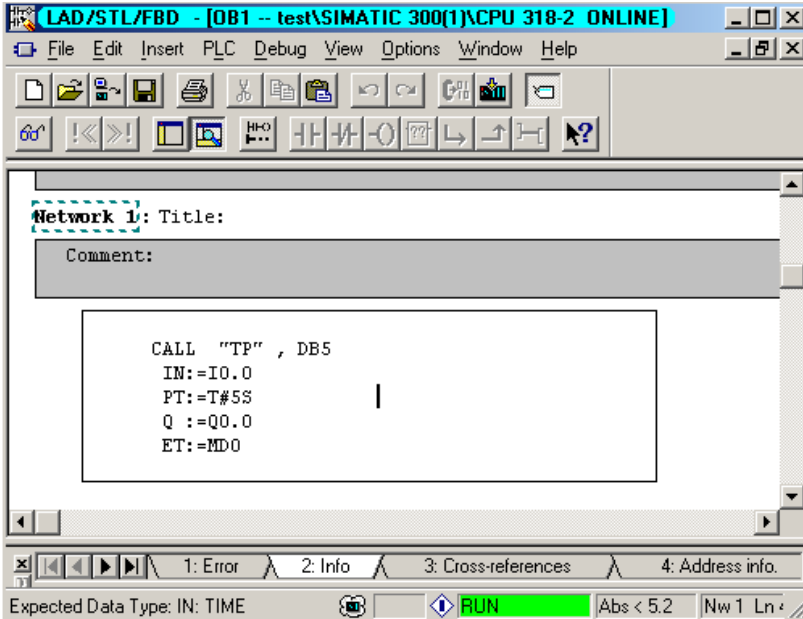 LAD/STL/FBD - [OB1 -- test\SIMATIC 300(1)\CPU 318-2 ONLINE]
File Edit Insert PLC Debug View Options Window Help
Network 1: Title:
Comment:
CALL "TP" , DB5
IN:=I0.0
PT:=T#5S
Q :=Q0.0
ET:=MD0
1: Error 2: Info 3: Cross-references 4: Address info.
Expected Data Type: IN: TIME RUN Abs < 5.2 Nw 1 Ln